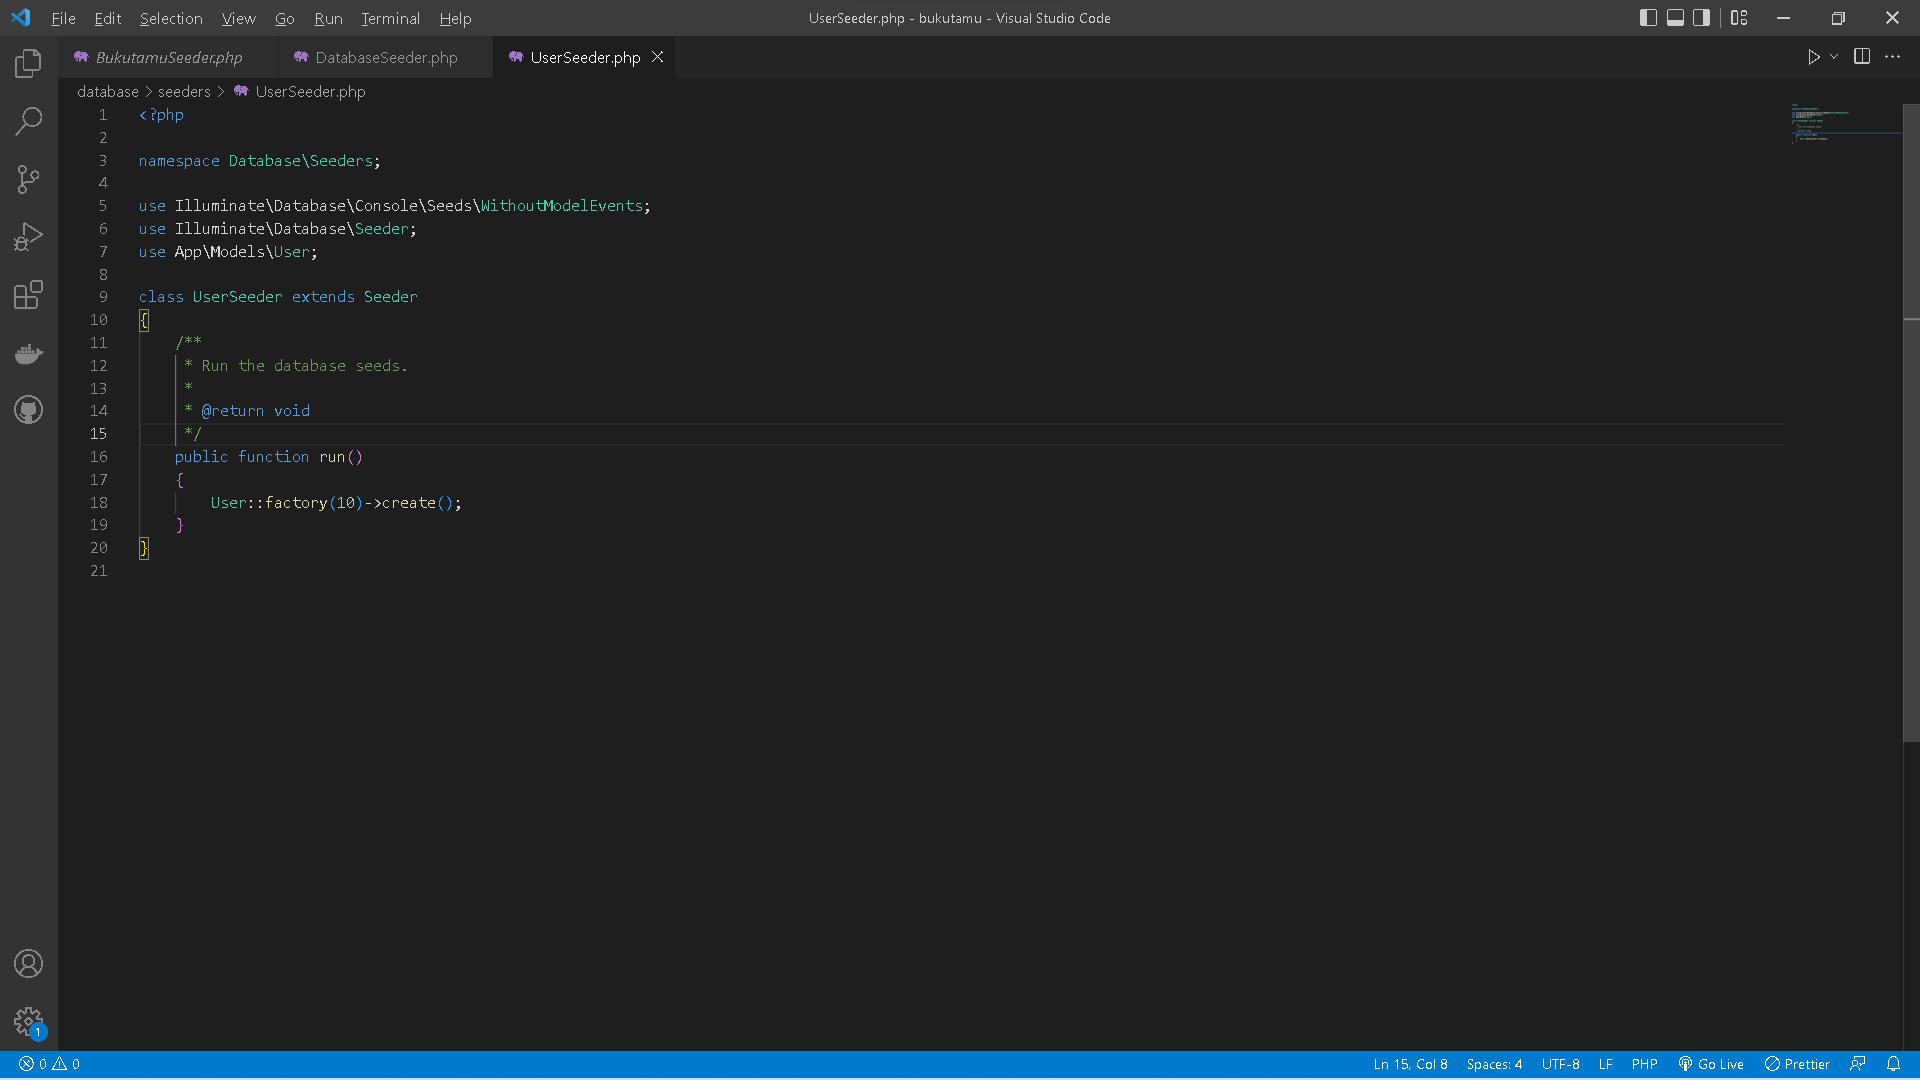 File Edit Selection View Go Run Terminal Help UserSeeder.php - bukutamu - Visual Studio Code
BukutamuSeeder.php DatabaseSeeder.php UserSeeder.php
database > seeders > UserSeeder.php
1 <?php
2
3 namespace Database\Seeders;
4
5 use Illuminate\Database\Console\Seeds\WithoutModelEvents;
6 use Illuminate\Database\Seeder;
7 use App\Models\User;
8
9 class UserSeeder extends Seeder
10 {
11     /**
12      * Run the database seeds.
13      *
14      * @return void
15      */
16     public function run()
17     {
18         User::factory(10)->create();
19     }
20 }
21
1
0 0 Ln 15, Col 8 Spaces: 4 UTF-8 LF PHP Go Live Prettier